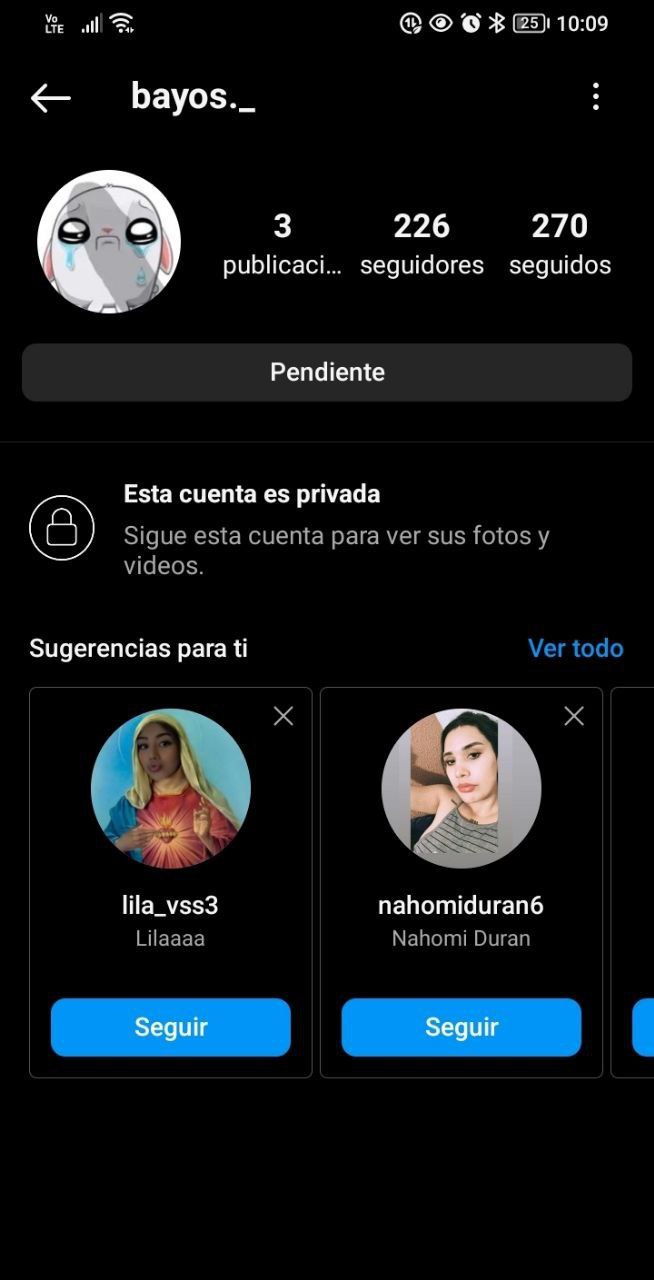 Vo
LTE
25 10:09
bayos._
3 226 270
publicaci... seguidores seguidos
Pendiente
Esta cuenta es privada
Sigue esta cuenta para ver sus fotos y
videos.
Sugerencias para ti Ver todo
lila_vss3
Lilaaaa
Seguir
nahomiduran6
Nahomi Duran
Seguir